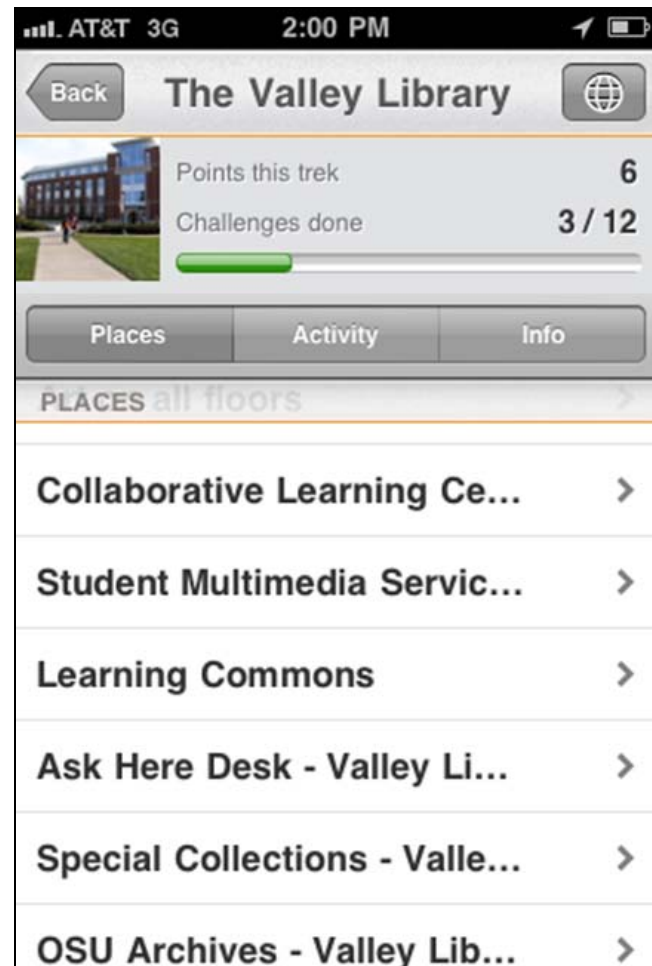 AT&T 3G 2:00 PM
Back The Valley Library
Points this trek 6
Challenges done 3 / 12
Places Activity Info
PLACES
all floors
Collaborative Learning Ce...
Student Multimedia Servic...
Learning Commons
Ask Here Desk - Valley Li...
Special Collections - Valle...
OSU Archives - Valley Lib...